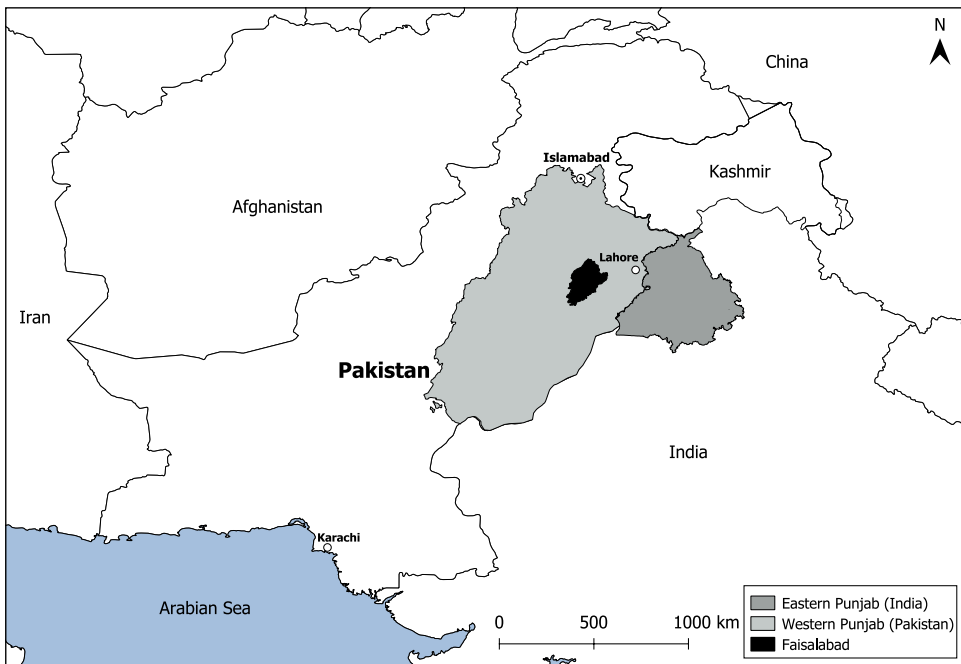 N
China
Islamabad
Kashmir
Afghanistan
Lahore
Iran
Pakistan
India
Karachi
Arabian Sea
0 500 1000 km
Eastern Punjab (India)
Western Punjab (Pakistan)
Faisalabad